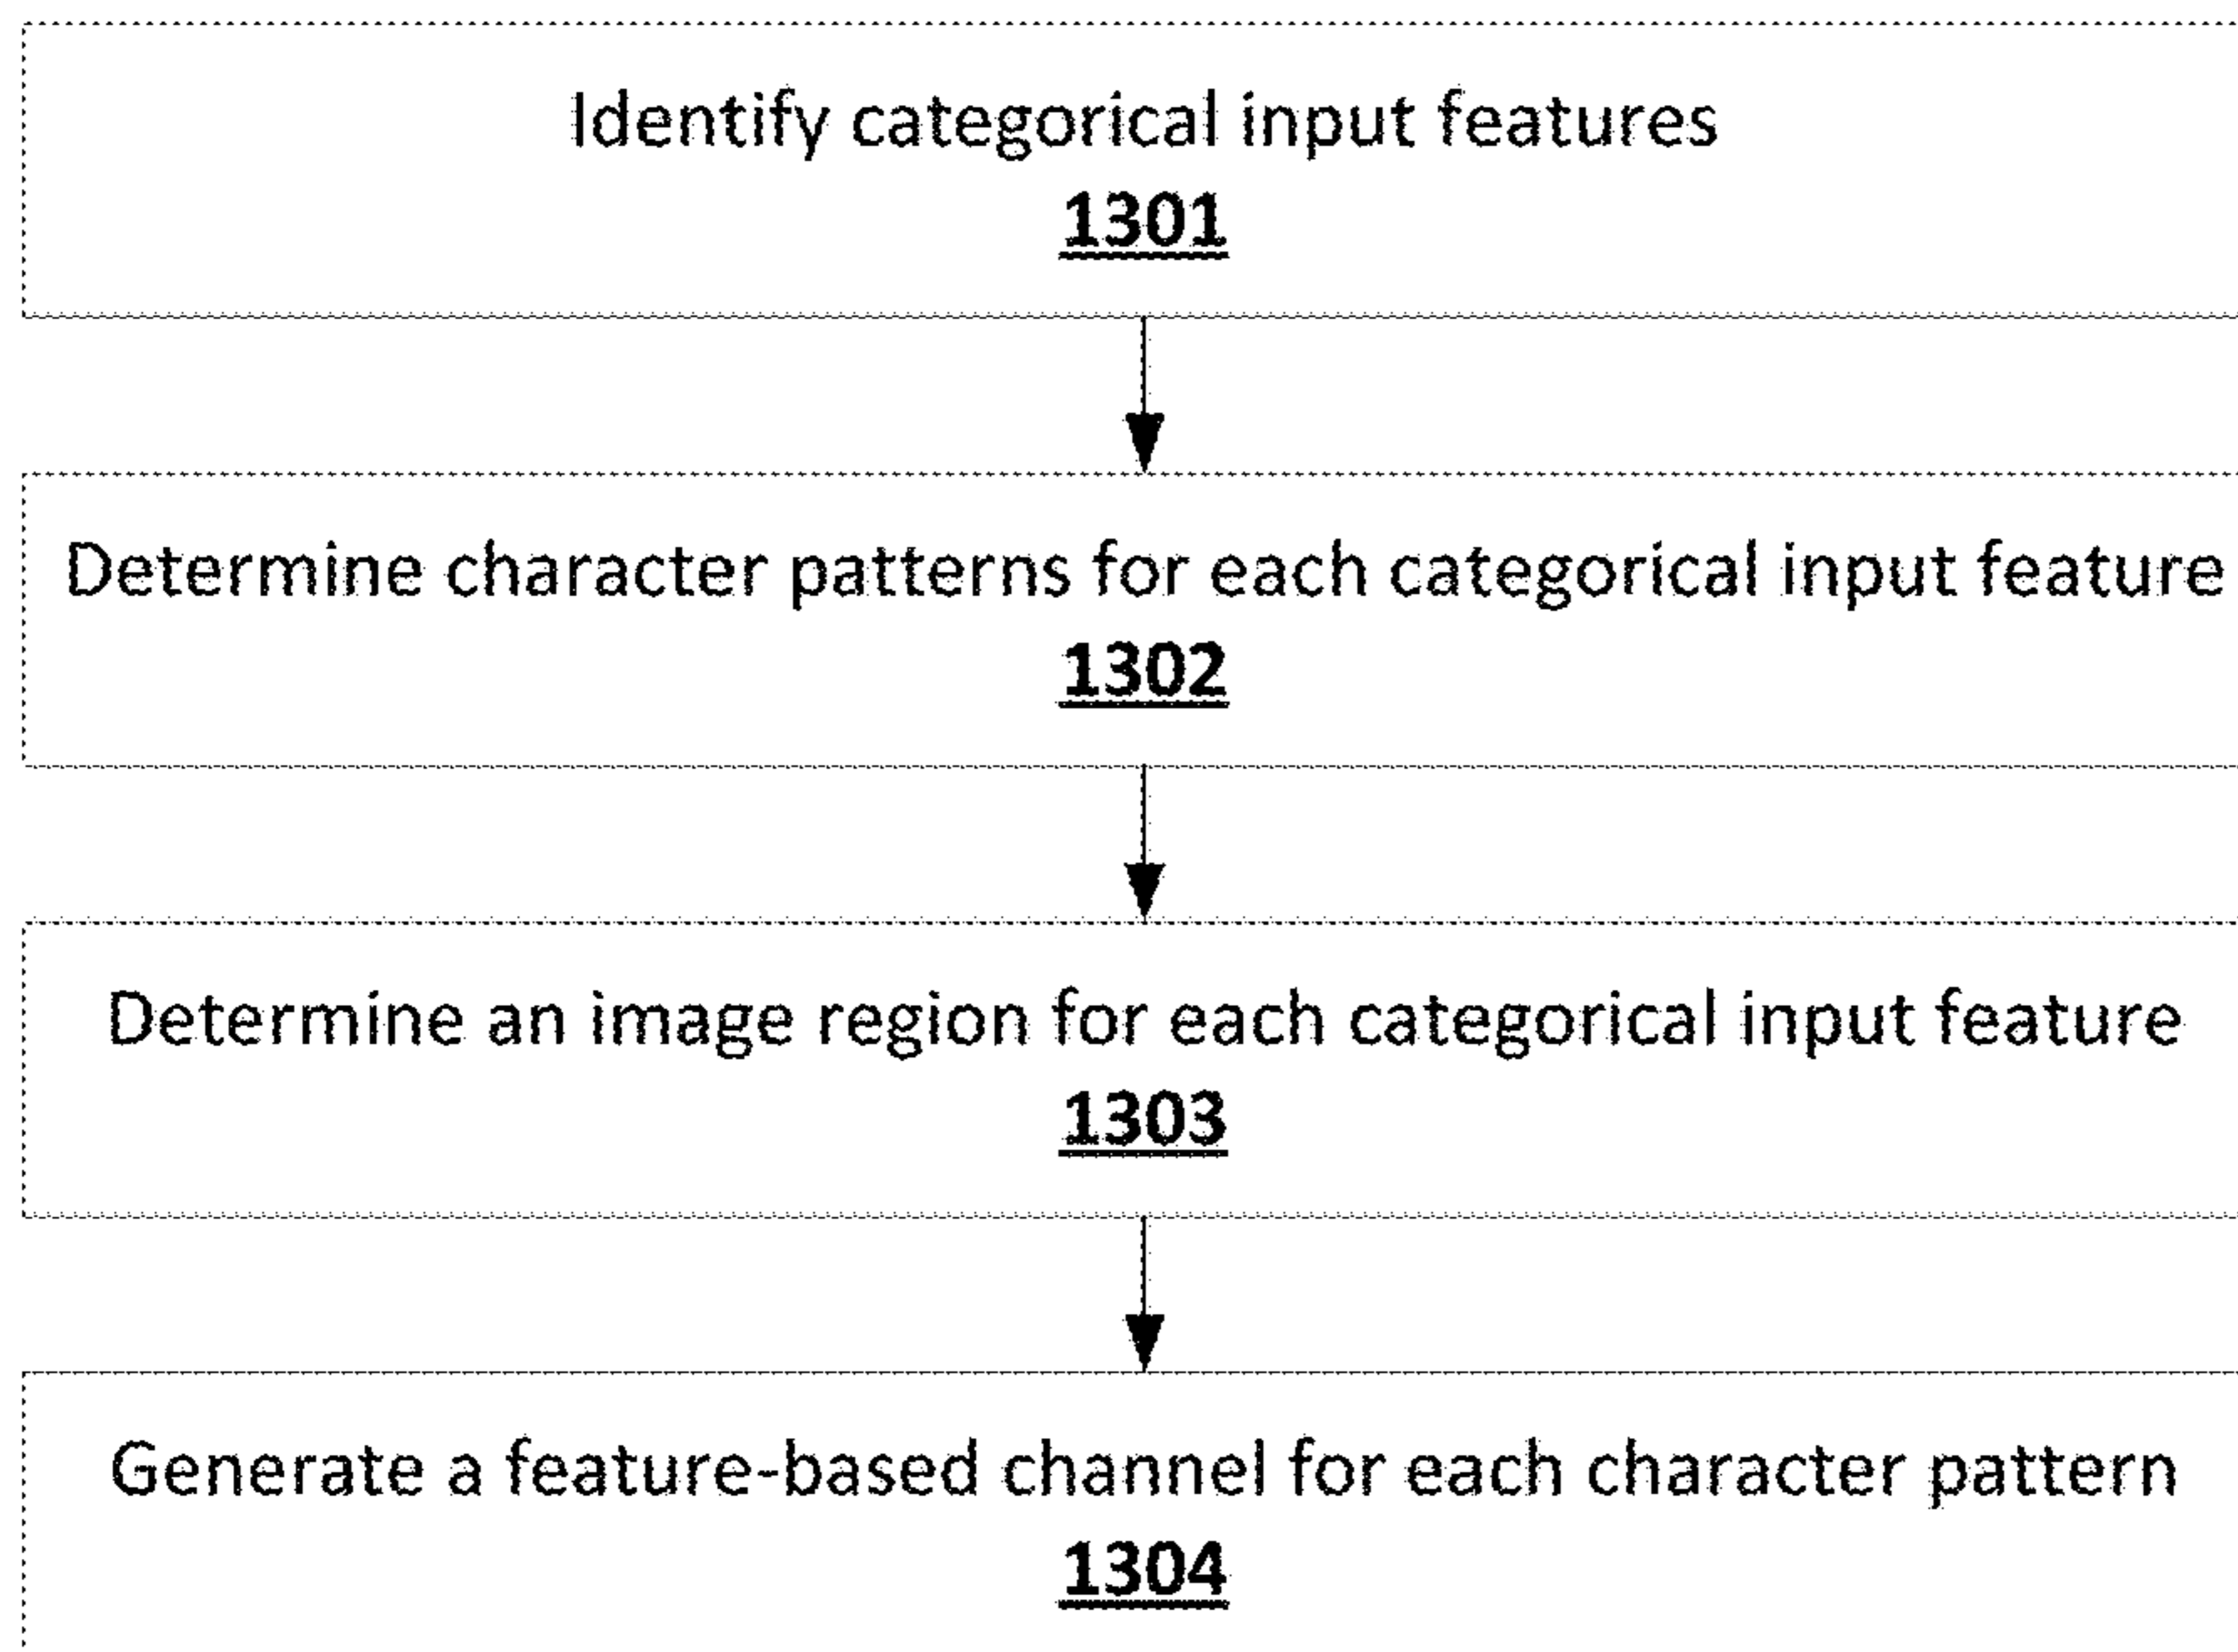 Identify categorical input features
1301
Determine character patterns for each categorical input feature
1302
Determine an image region for each categorical input feature
1303
Generate a feature-based channel for each character pattern
1304